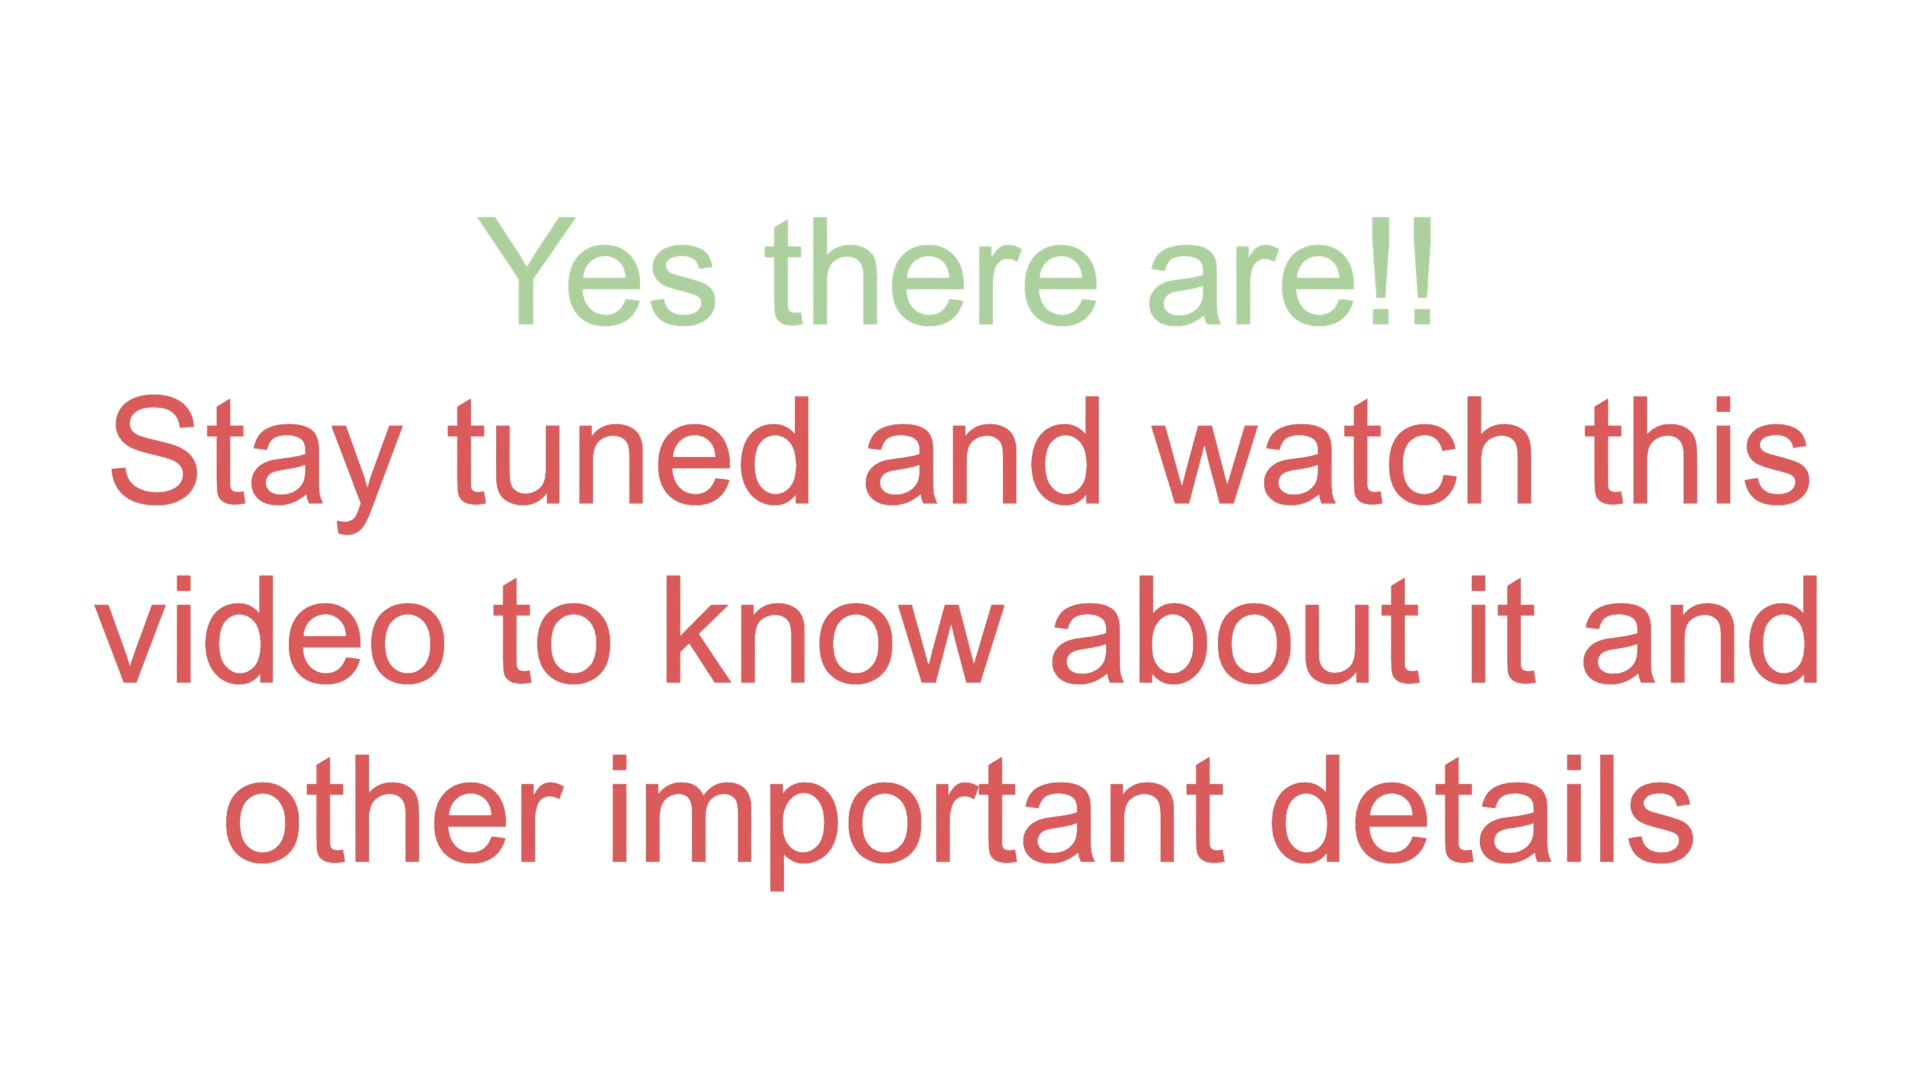 Yes there are!!
Stay tuned and watch this
video to know about it and
other important details